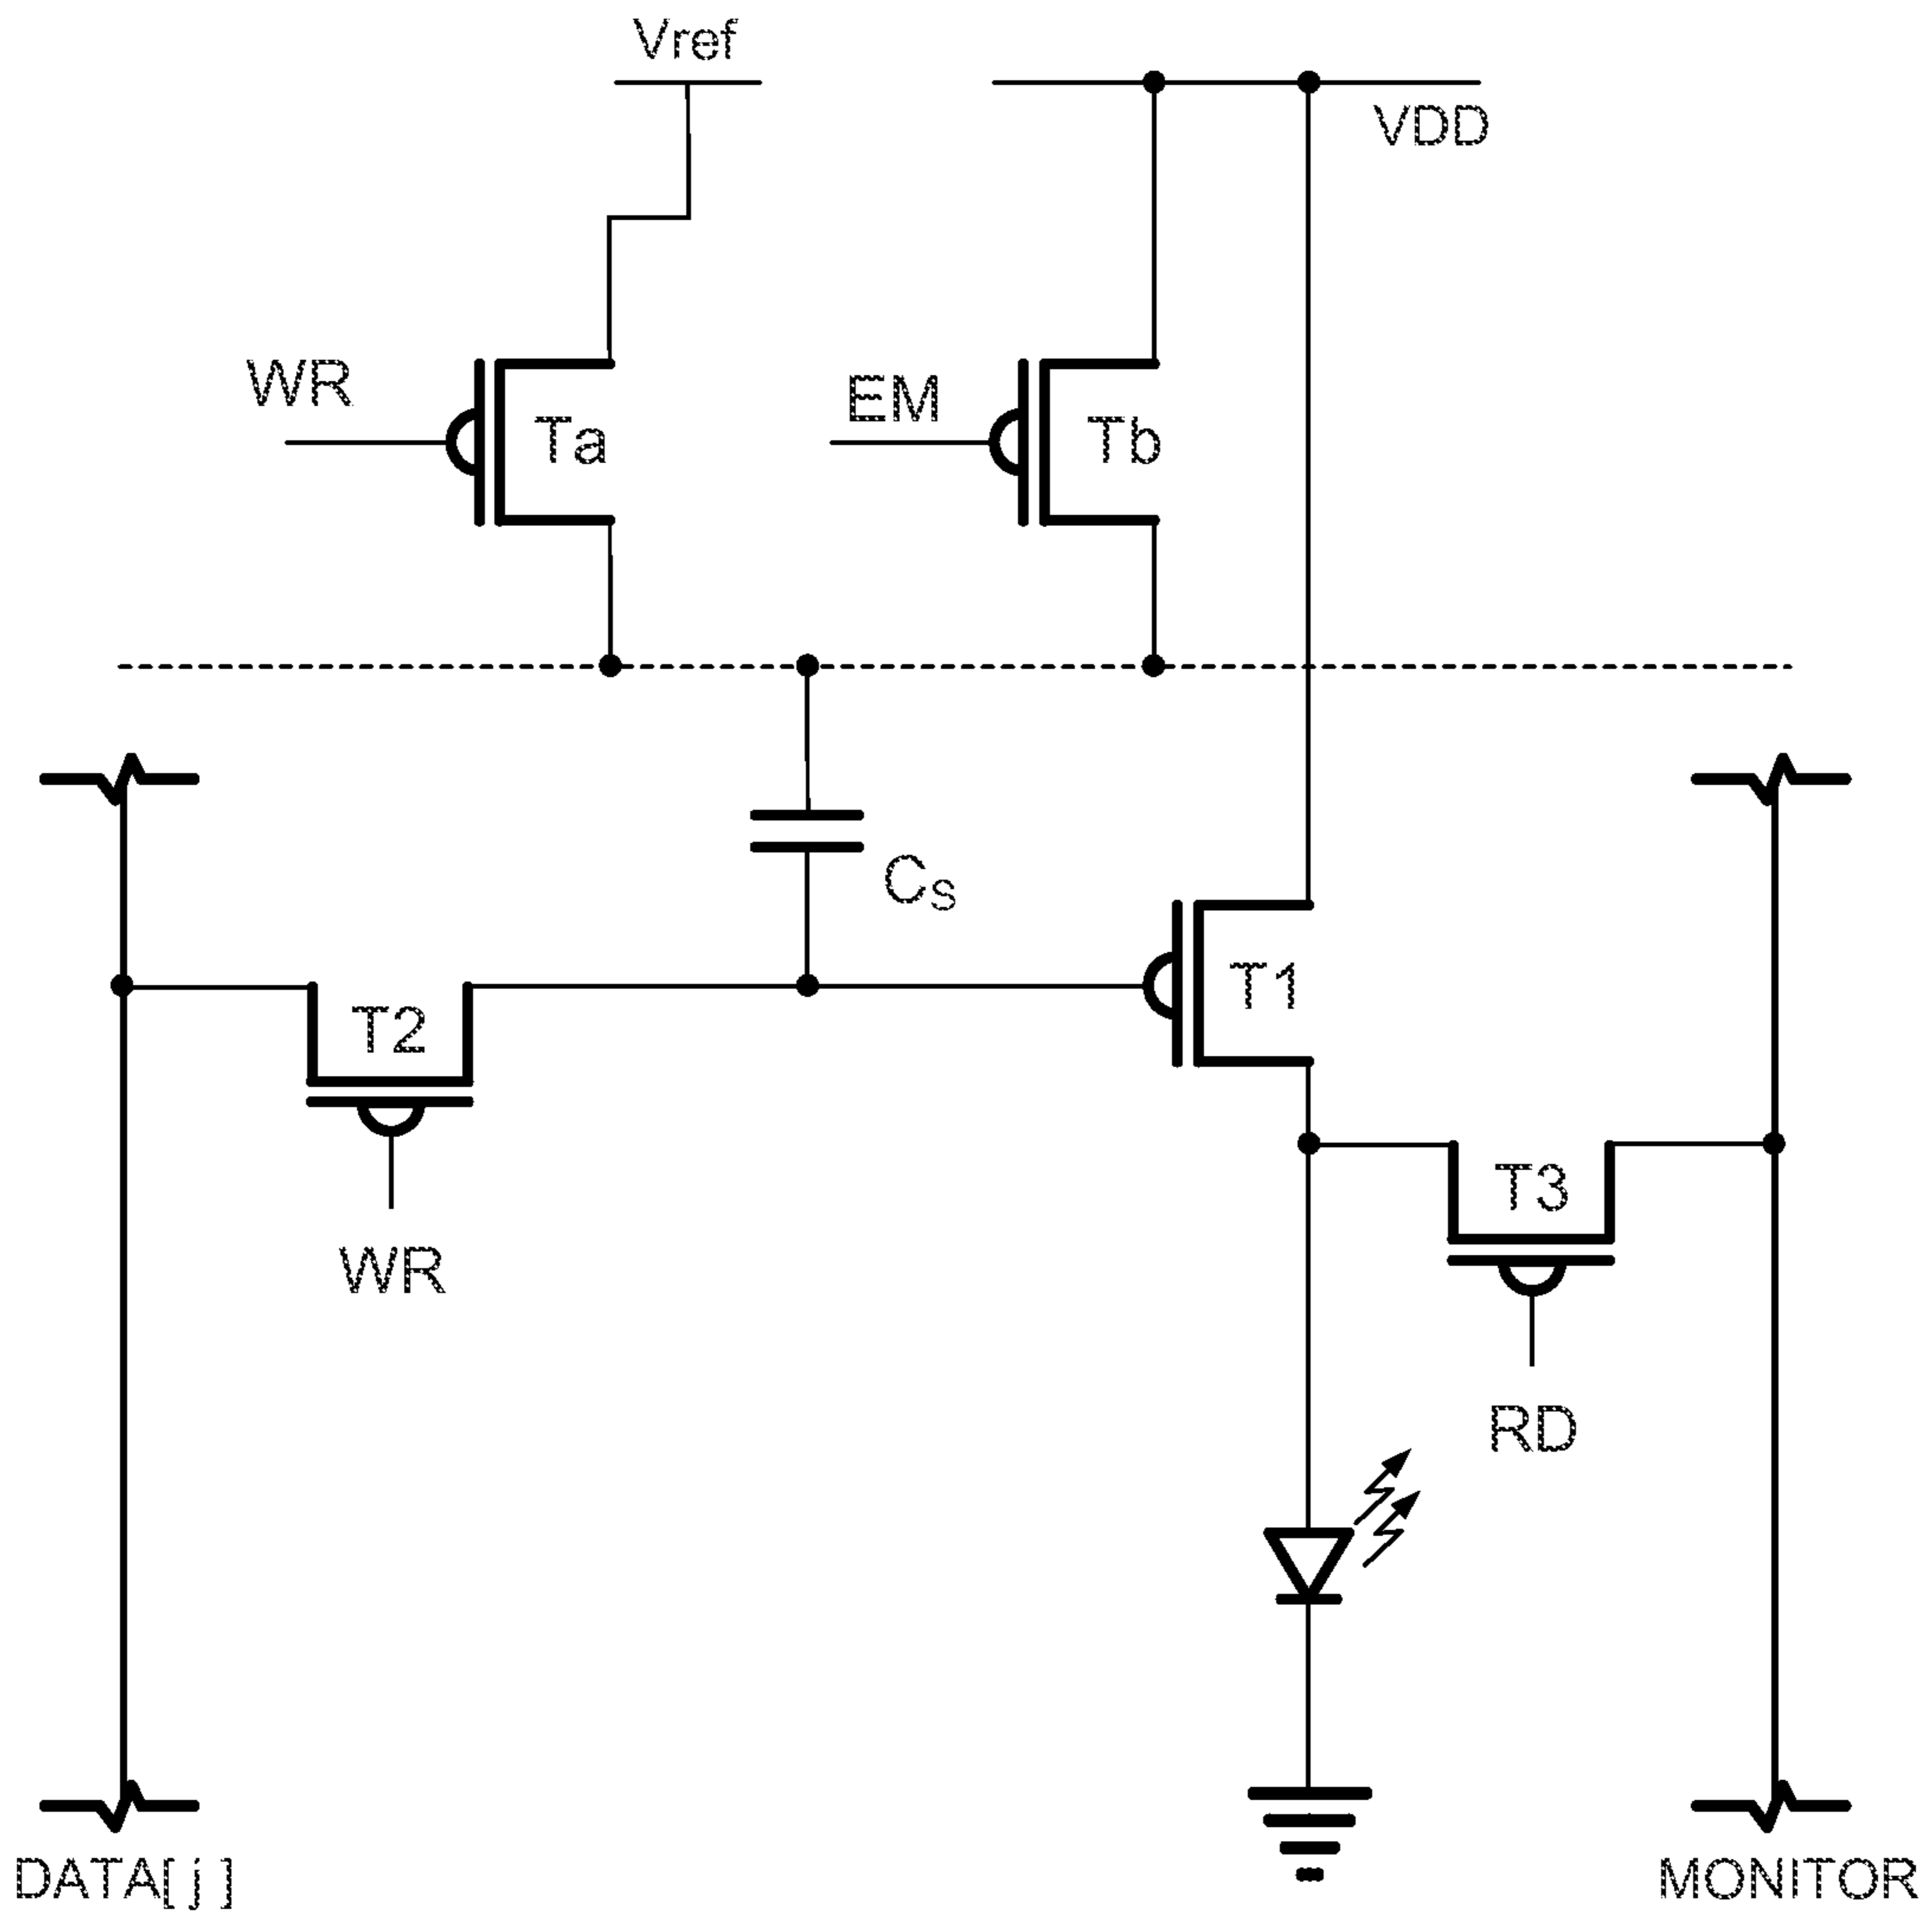 Vref
VDD
WR
EM
Ta
Tb
Cs
T1
T2
T3
WR
RD
DATA[ j ]
MONITOR